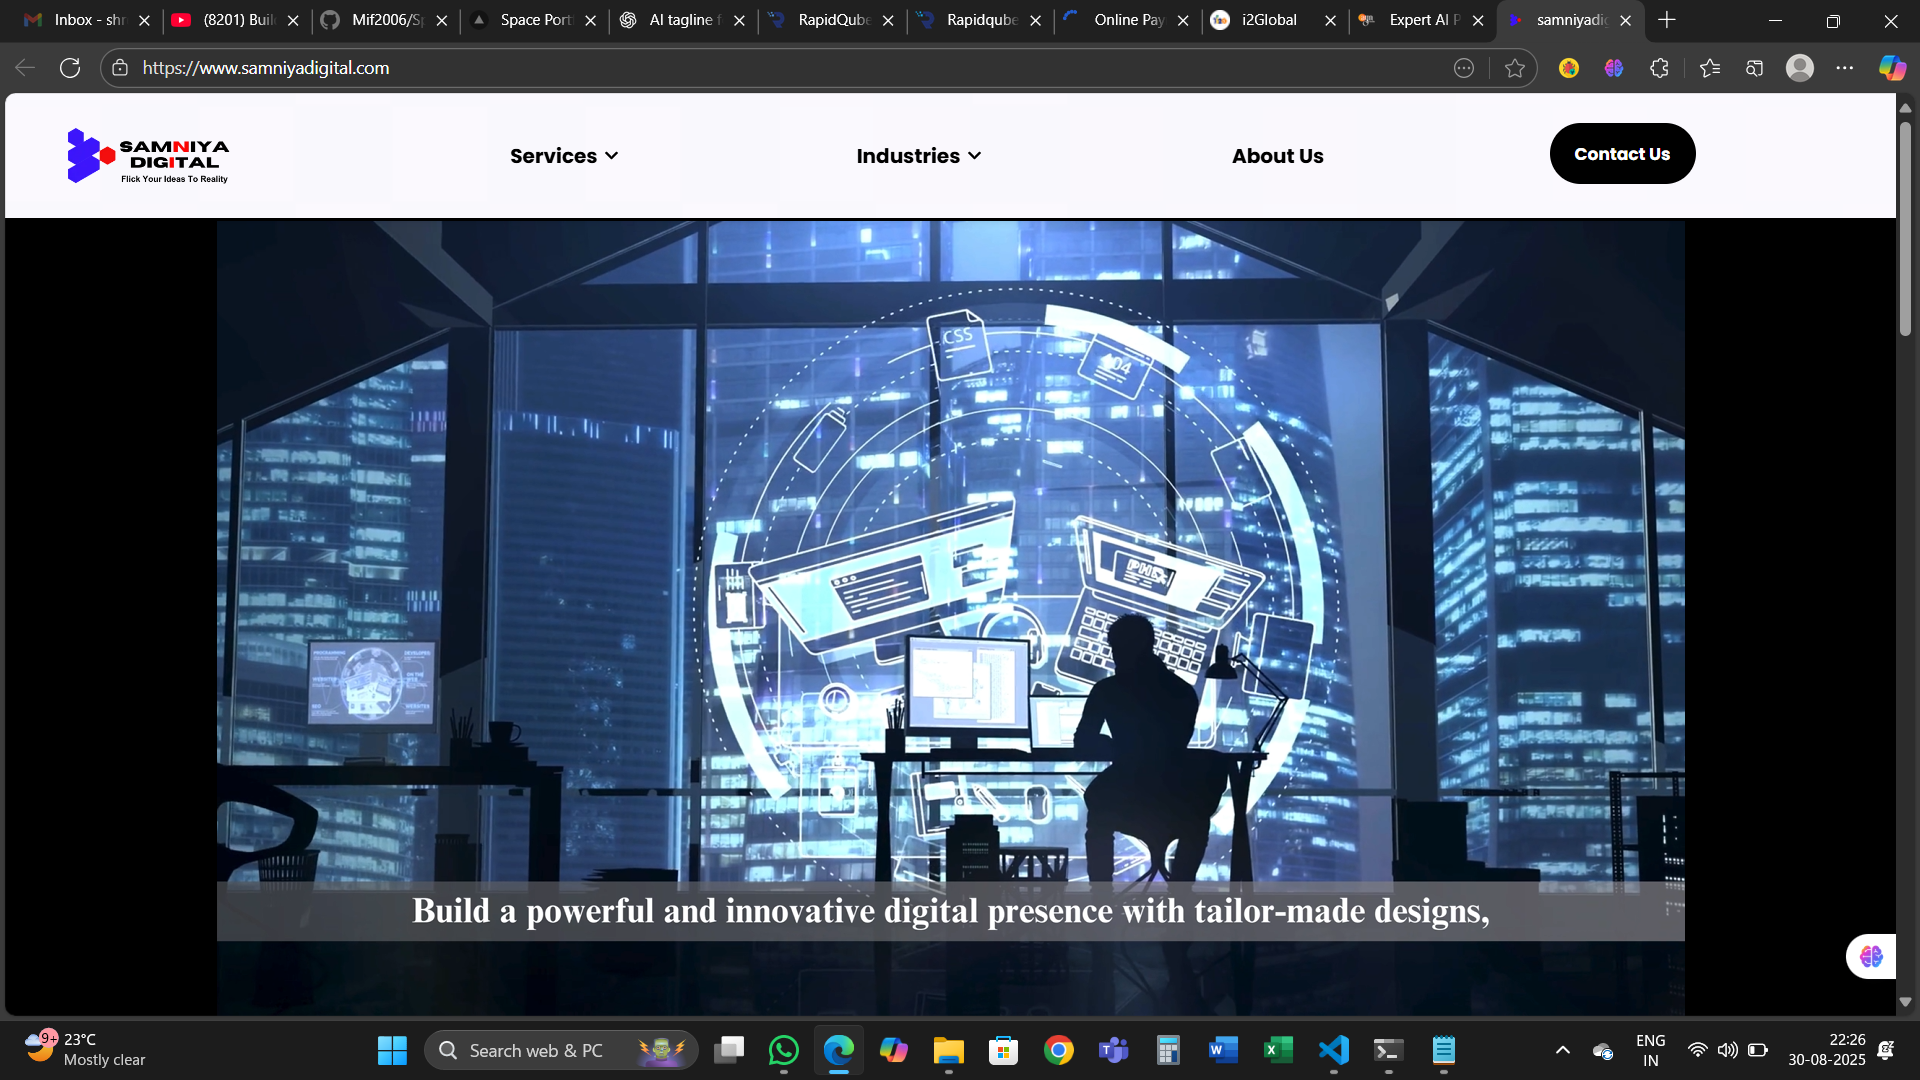 Inbox - shr
(8201) Buil
Mif2006/Sp
Space Port
AI tagline f
RapidQube
Rapidqube
Online Pay
i2Global
Expert AI P
samniyadig
https://www.samniyadigital.com
SAMNIYA
DIGITAL
Flick Your Ideas To Reality
Services
Industries
About Us
Contact Us
CSS
404
Build a powerful and innovative digital presence with tailor-made designs,
9+
23°C
Mostly clear
Search web & PC
ENG
IN
22:26
30-08-2025